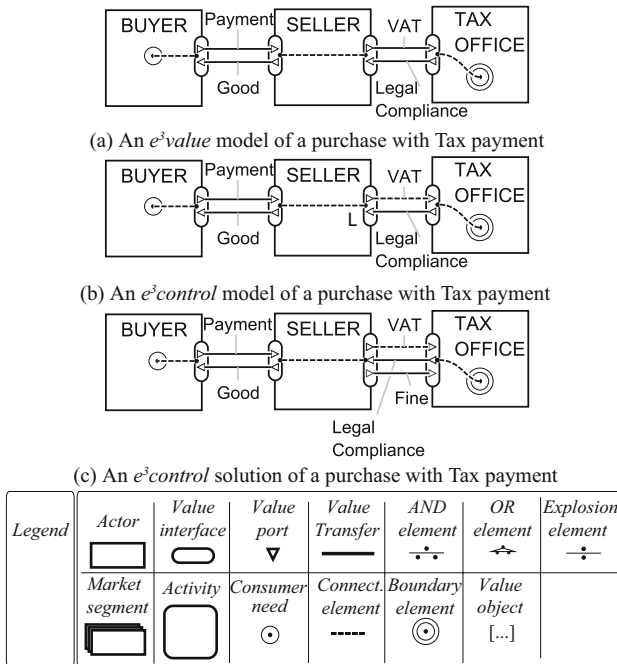 BUYER Payment SELLER VAT TAX
OFFICE
Good Legal
Compliance
(a) An e³value model of a purchase with Tax payment
BUYER Payment SELLER VAT TAX
OFFICE
L
Good Legal
Compliance
(b) An e³control model of a purchase with Tax payment
BUYER Payment SELLER VAT TAX
OFFICE
Good Fine
Legal
Compliance
(c) An e³control solution of a purchase with Tax payment
Legend
Actor
Value
interface
Value
port
Value
Transfer
AND
element
OR
element
Explosion
element
Market
segment
Activity
Consumer
need
Connect.
element
Boundary
element
Value
object
[...]